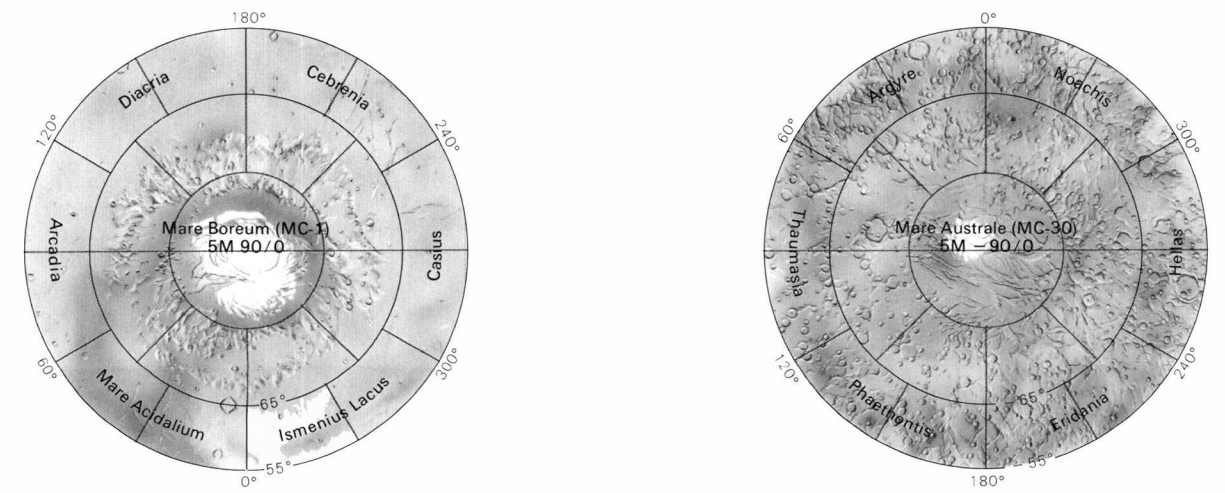 180°
Diacria
Cebrenia
120°
240°
Arcadia
Mare Boreum (MC-1)
5M 90/0
Casius
60°
300°
Mare Acidalium
65°
Ismenius Lacus
55°
0°
0°
Argyre
Noachis
60°
300°
Thaumasia
Mare Australe (MC-30)
5M – 90/0
Hellas
120°
240°
Phaethontis
–65°
Eridania
– 55°
180°